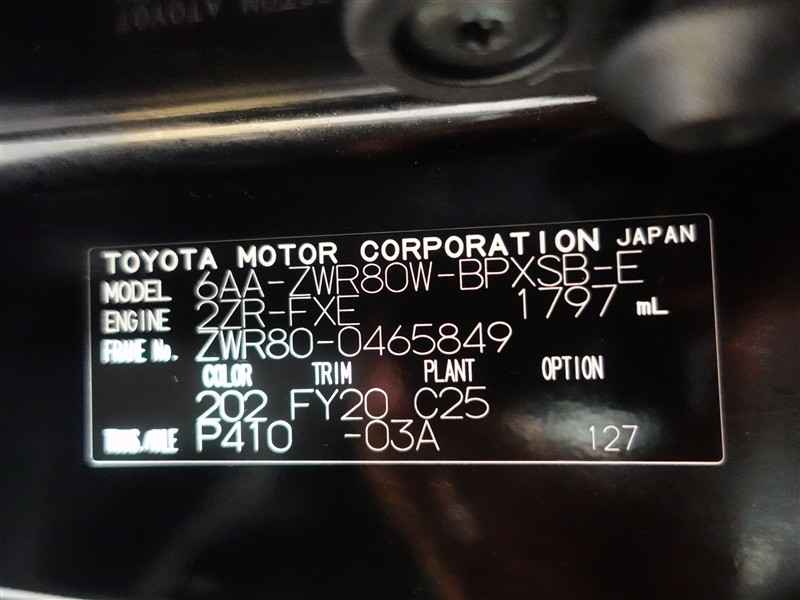 TOYOTA MOTOR CORPORATION JAPAN
MODEL 6AA-ZWR80W-BPXSB-E
ENGINE 2ZR-FXE 1797 mL
FRAME No. ZWR80-0465849
COLOR TRIM PLANT OPTION
202 FY20 C25
TRANS./AXLE P410 -03A 127